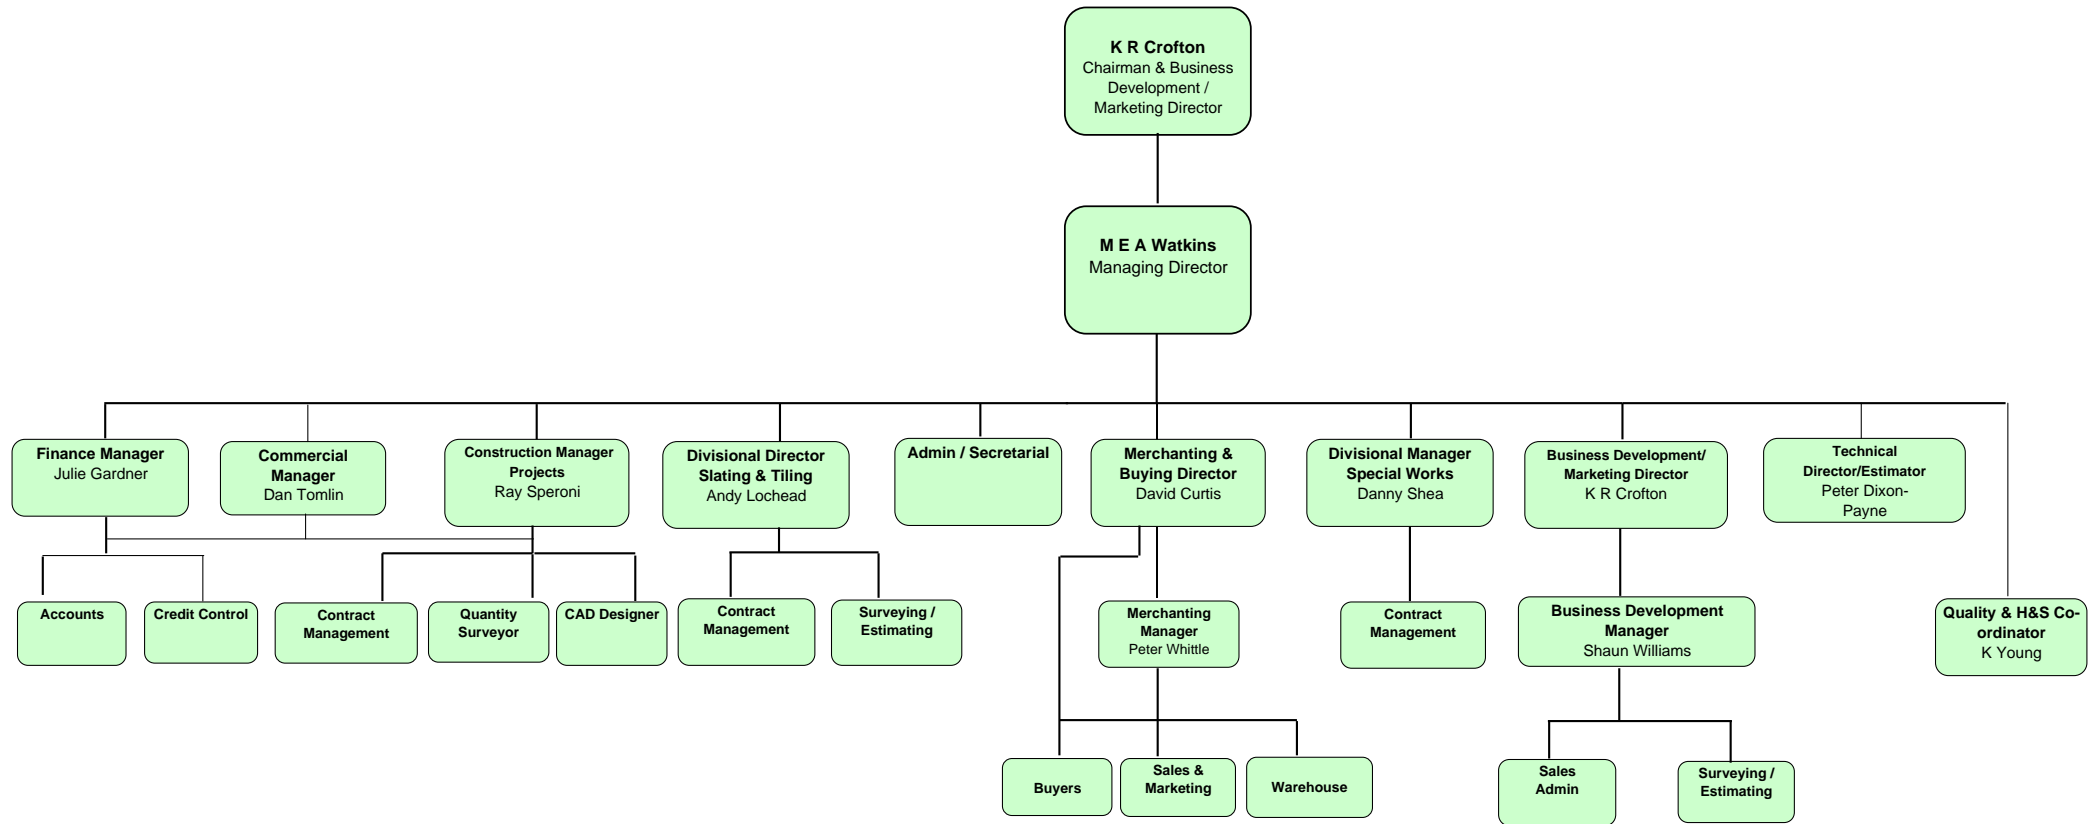 K R Crofton
Chairman & Business
Development /
Marketing Director
M E A Watkins
Managing Director
Finance Manager
Julie Gardner
Commercial
Manager
Dan Tomlin
Construction Manager
Projects
Ray Speroni
Divisional Director
Slating & Tiling
Andy Lochead
Admin / Secretarial
Merchanting &
Buying Director
David Curtis
Divisional Manager
Special Works
Danny Shea
Business Development/
Marketing Director
K R Crofton
Technical
Director/Estimator
Peter Dixon-
Payne
Accounts
Credit Control
Contract
Management
Quantity
Surveyor
CAD Designer
Contract
Management
Surveying /
Estimating
Merchanting
Manager
Peter Whittle
Contract
Management
Business Development
Manager
Shaun Williams
Quality & H&S Co-
ordinator
K Young
Buyers
Sales &
Marketing
Warehouse
Sales
Admin
Surveying /
Estimating